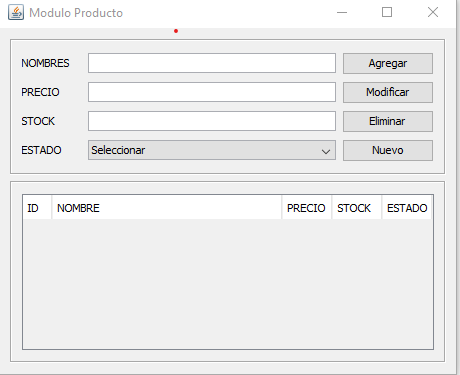 Modulo Producto
NOMBRES Agregar
PRECIO Modificar
STOCK Eliminar
ESTADO Seleccionar Nuevo
ID NOMBRE PRECIO STOCK ESTADO